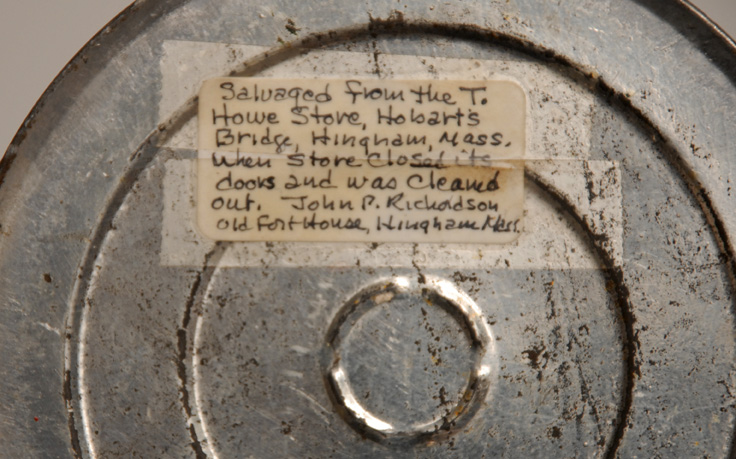 Salvaged from the T.
Howe Store, Hobart's
Bridge, Hingham, Mass.
When Store Closed its
doors and was Cleaned
out. John P. Richardson
Old Fort House, Hingham Mass.